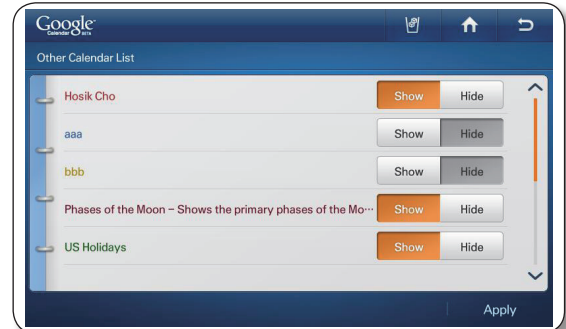 Google
Calendar BETA
Other Calendar List
Hosik Cho Show Hide
aaa Show Hide
bbb Show Hide
Phases of the Moon – Shows the primary phases of the Mo··· Show Hide
US Holidays Show Hide
Apply